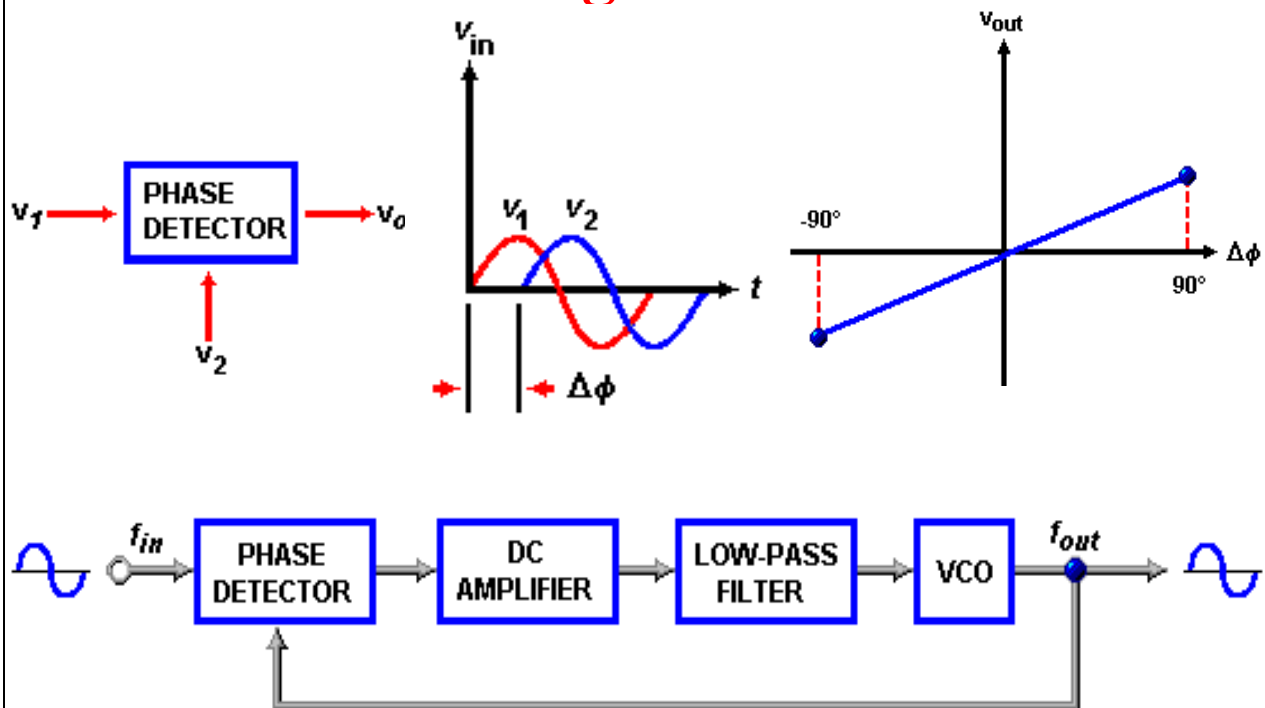 v1
PHASE
DETECTOR
vo
v2
vin
v1
v2
t
Δϕ
vout
-90°
90°
Δϕ
fin
PHASE
DETECTOR
DC
AMPLIFIER
LOW-PASS
FILTER
VCO
fout